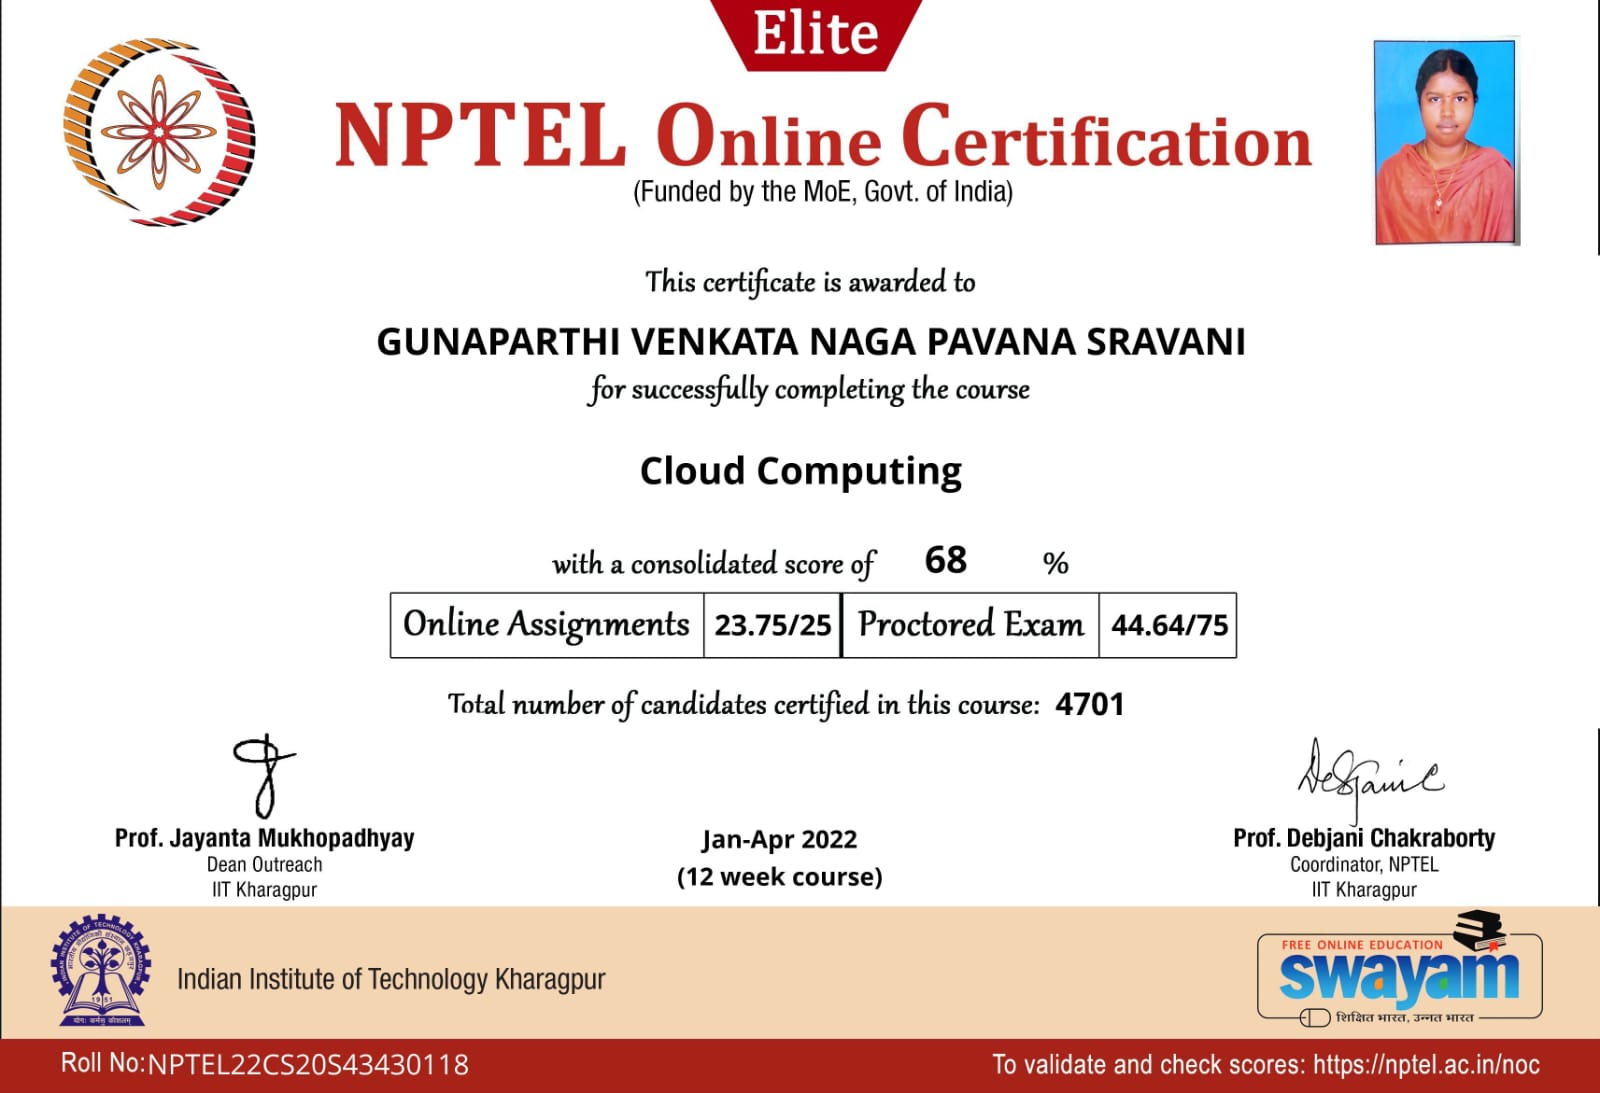 Elite
NPTEL Online Certification
(Funded by the MoE, Govt. of India)
This certificate is awarded to
GUNAPARTHI VENKATA NAGA PAVANA SRAVANI
for successfully completing the course
Cloud Computing
with a consolidated score of 68 %
Online Assignments 23.75/25 Proctored Exam 44.64/75
Total number of candidates certified in this course: 4701
Prof. Jayanta Mukhopadhyay
Dean Outreach
IIT Kharagpur
Jan-Apr 2022
(12 week course)
Prof. Debjani Chakraborty
Coordinator, NPTEL
IIT Kharagpur
INDIAN INSTITUTE OF TECHNOLOGY KHARAGPUR
1951
योगः कर्मसु कौशलम्
Indian Institute of Technology Kharagpur
FREE ONLINE EDUCATION
swayam
शिक्षित भारत, उन्नत भारत
Roll No:NPTEL22CS20S43430118
To validate and check scores: https://nptel.ac.in/noc